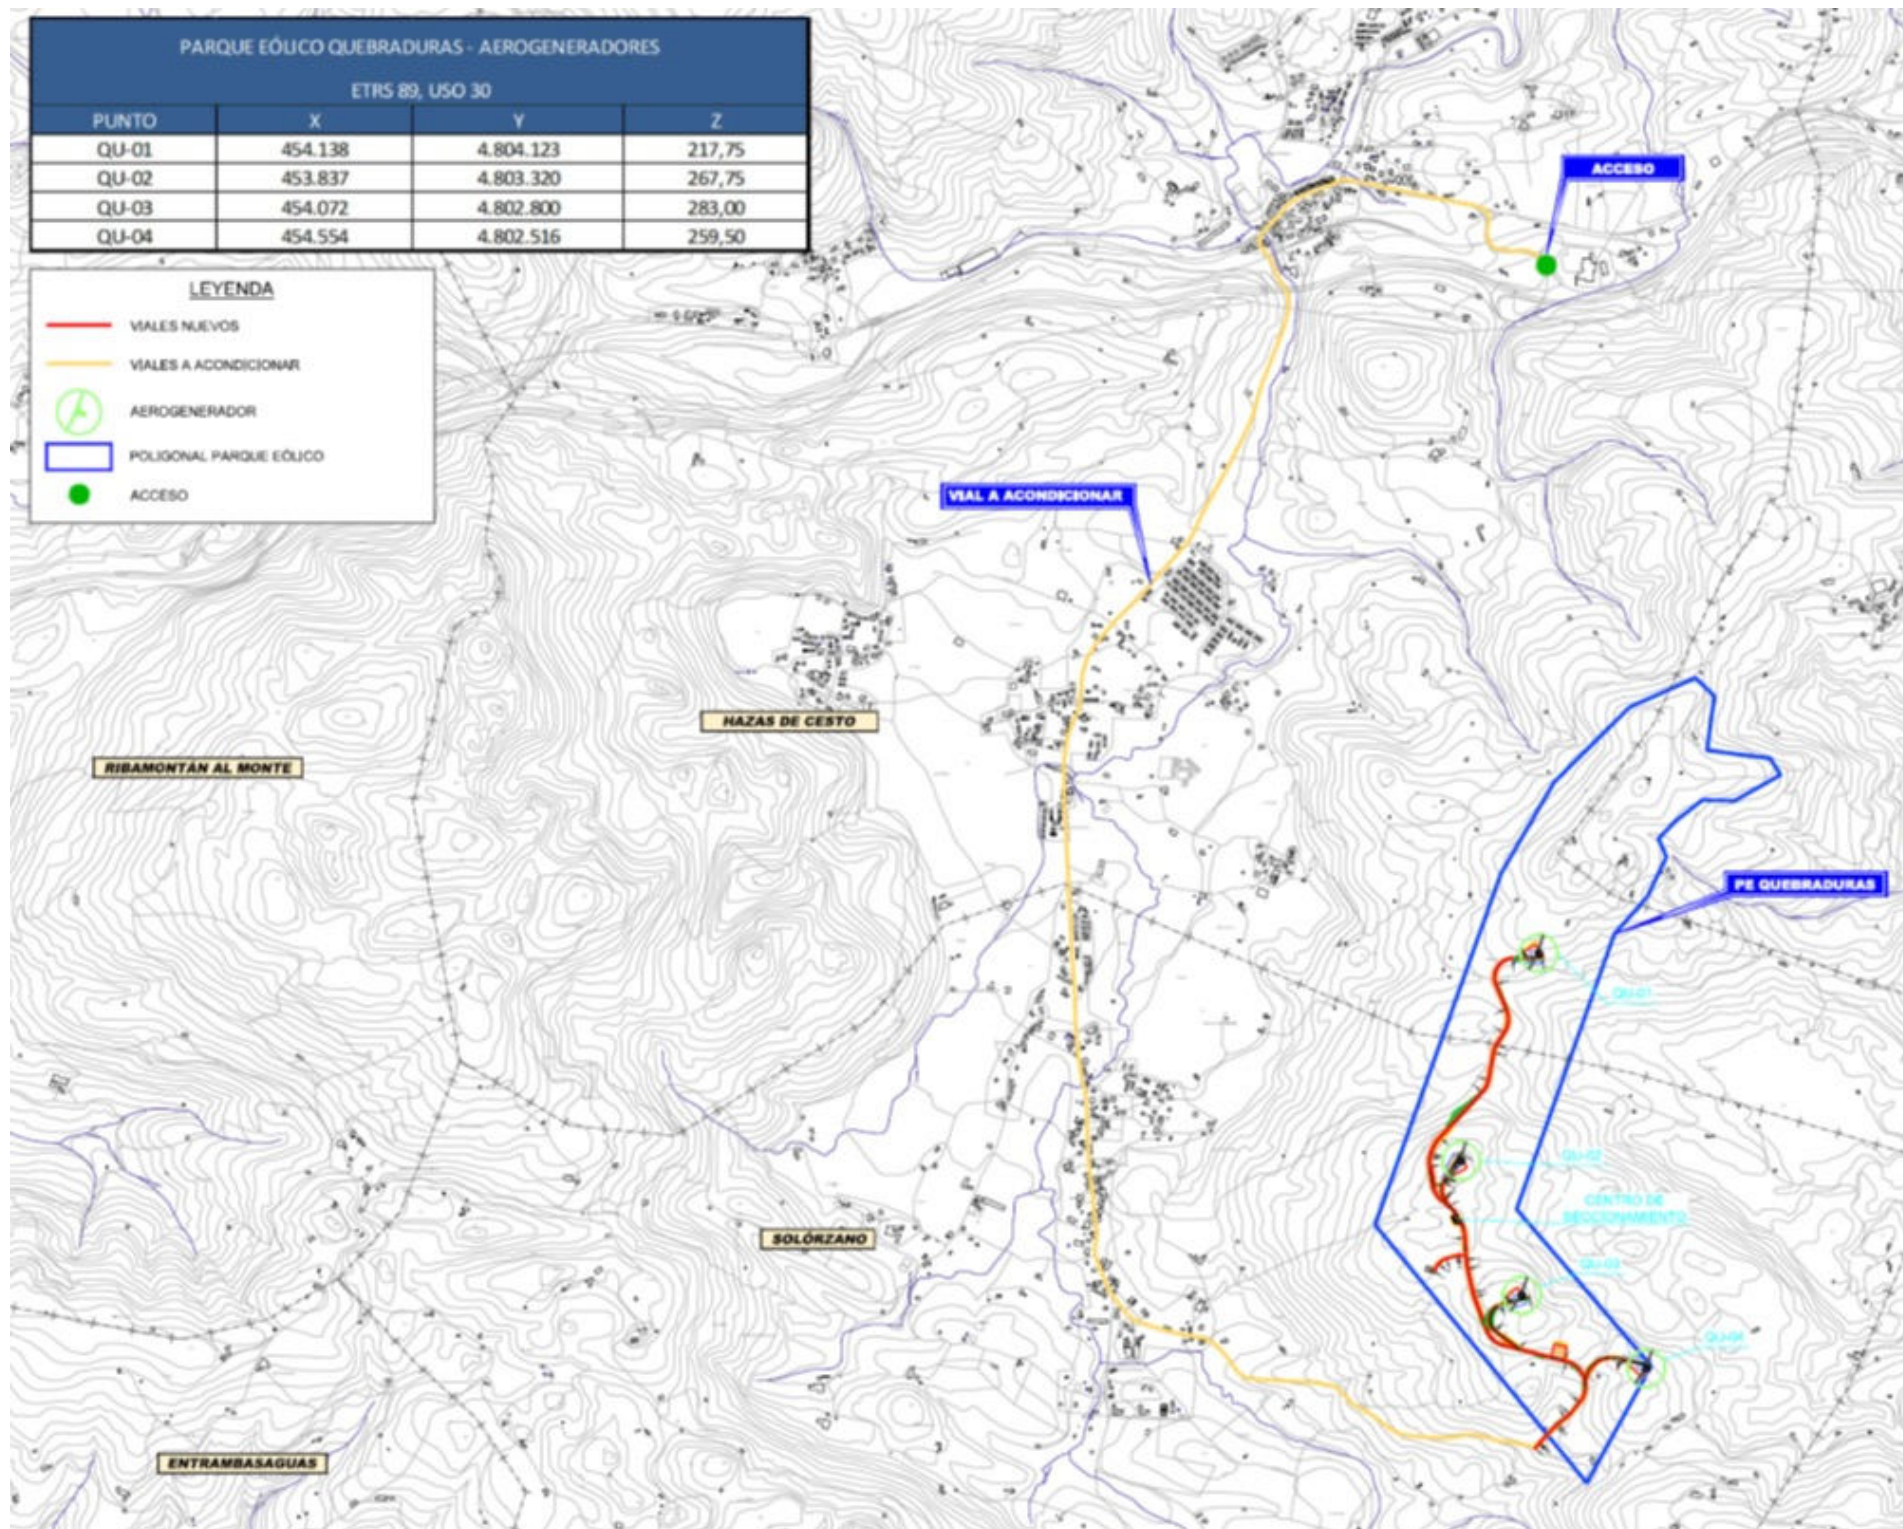 PARQUE EÓLICO QUEBRADURAS - AEROGENERADORES
ETRS 89, USO 30
PUNTO X Y Z
QU-01 454.138 4.804.123 217,75
QU-02 453.837 4.803.320 267,75
QU-03 454.072 4.802.800 283,00
QU-04 454.554 4.802.516 259,50
LEYENDA
VIALES NUEVOS
VIALES A ACONDICIONAR
AEROGENERADOR
POLIGONAL PARQUE EÓLICO
ACCESO
ACCESO
VIAL A ACONDICIONAR
HAZAS DE CESTO
RIBAMONTÁN AL MONTE
PE QUEBRADURAS
QU-01
QU-02
CENTRO DE
SECCIONAMIENTO
SOLÓRZANO
QU-03
QU-04
ENTRAMBASAGUAS